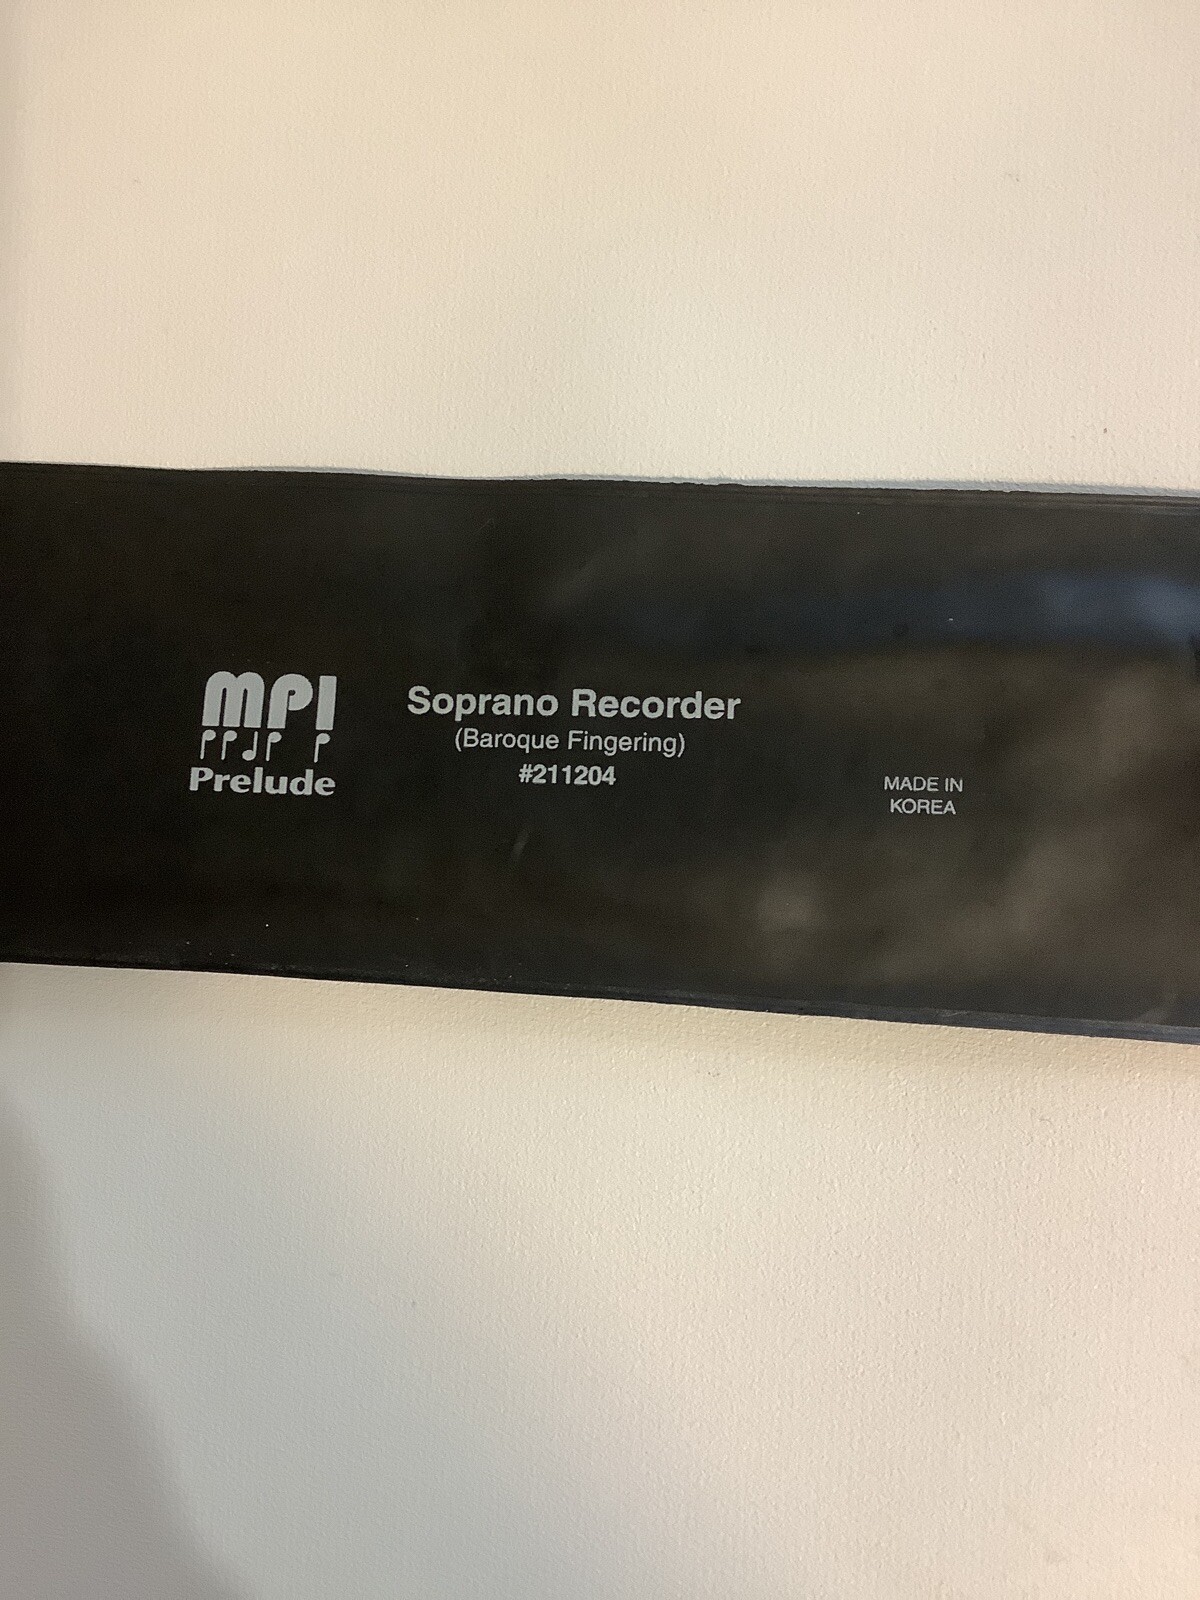 MPI
Prelude
Soprano Recorder
(Baroque Fingering)
#211204
MADE IN
KOREA